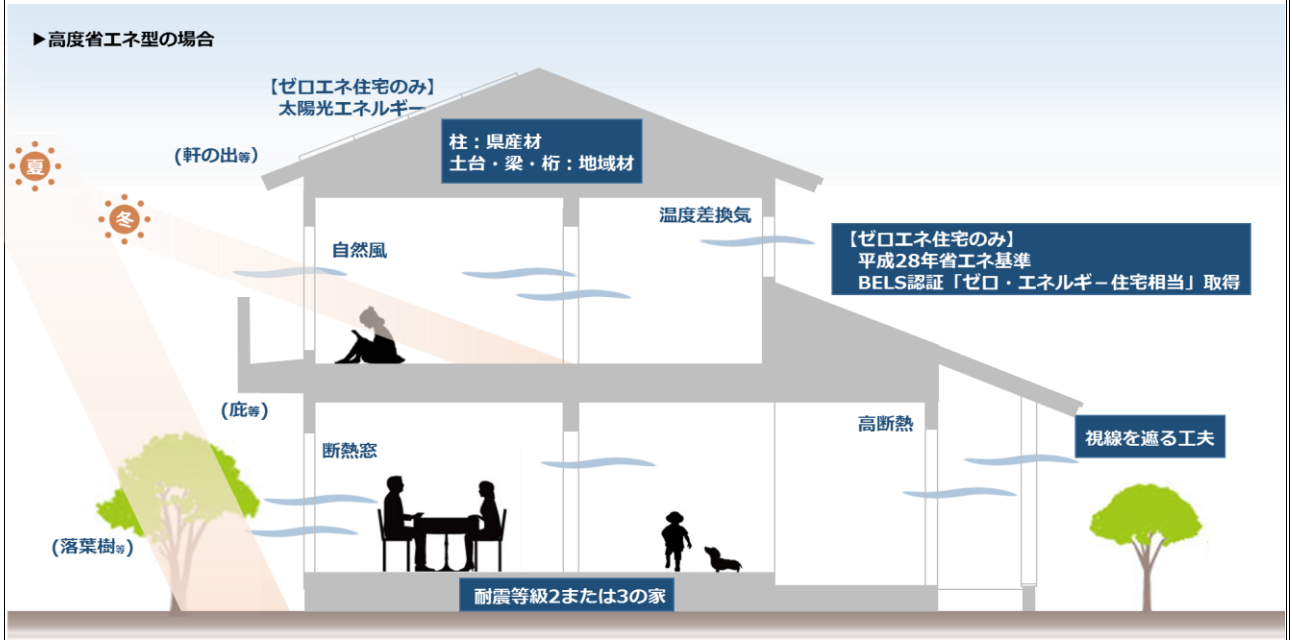 ▶高度省エネ型の場合
【ゼロエネ住宅のみ】
太陽光エネルギー
(軒の出等)
柱：県産材
土台・梁・桁：地域材
夏
冬
温度差換気
自然風
【ゼロエネ住宅のみ】
平成28年省エネ基準
BELS認証「ゼロ・エネルギー住宅相当」取得
(庇等)
高断熱
視線を遮る工夫
断熱窓
(落葉樹等)
耐震等級2または3の家